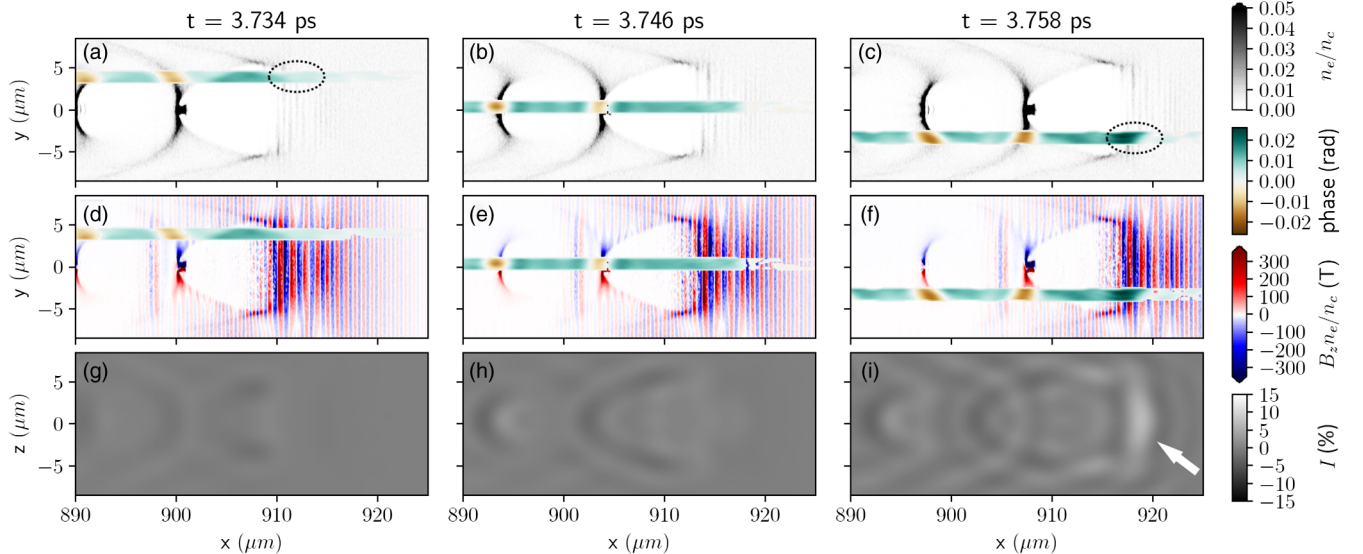 t = 3.734 ps
t = 3.746 ps
t = 3.758 ps
(a)
(b)
(c)
y (μm)
5
0
−5
0.05
0.04
0.03
0.02
0.01
0.00
n_e/n_c
(d)
(e)
(f)
y (μm)
5
0
−5
0.02
0.01
0.00
−0.01
−0.02
phase (rad)
300
200
100
0
−100
−200
−300
B_z n_e/n_c (T)
(g)
(h)
(i)
z (μm)
5
0
−5
15
10
5
0
−5
−10
−15
I (%)
890 900 910 920
890 900 910 920
890 900 910 920
x (μm)
x (μm)
x (μm)